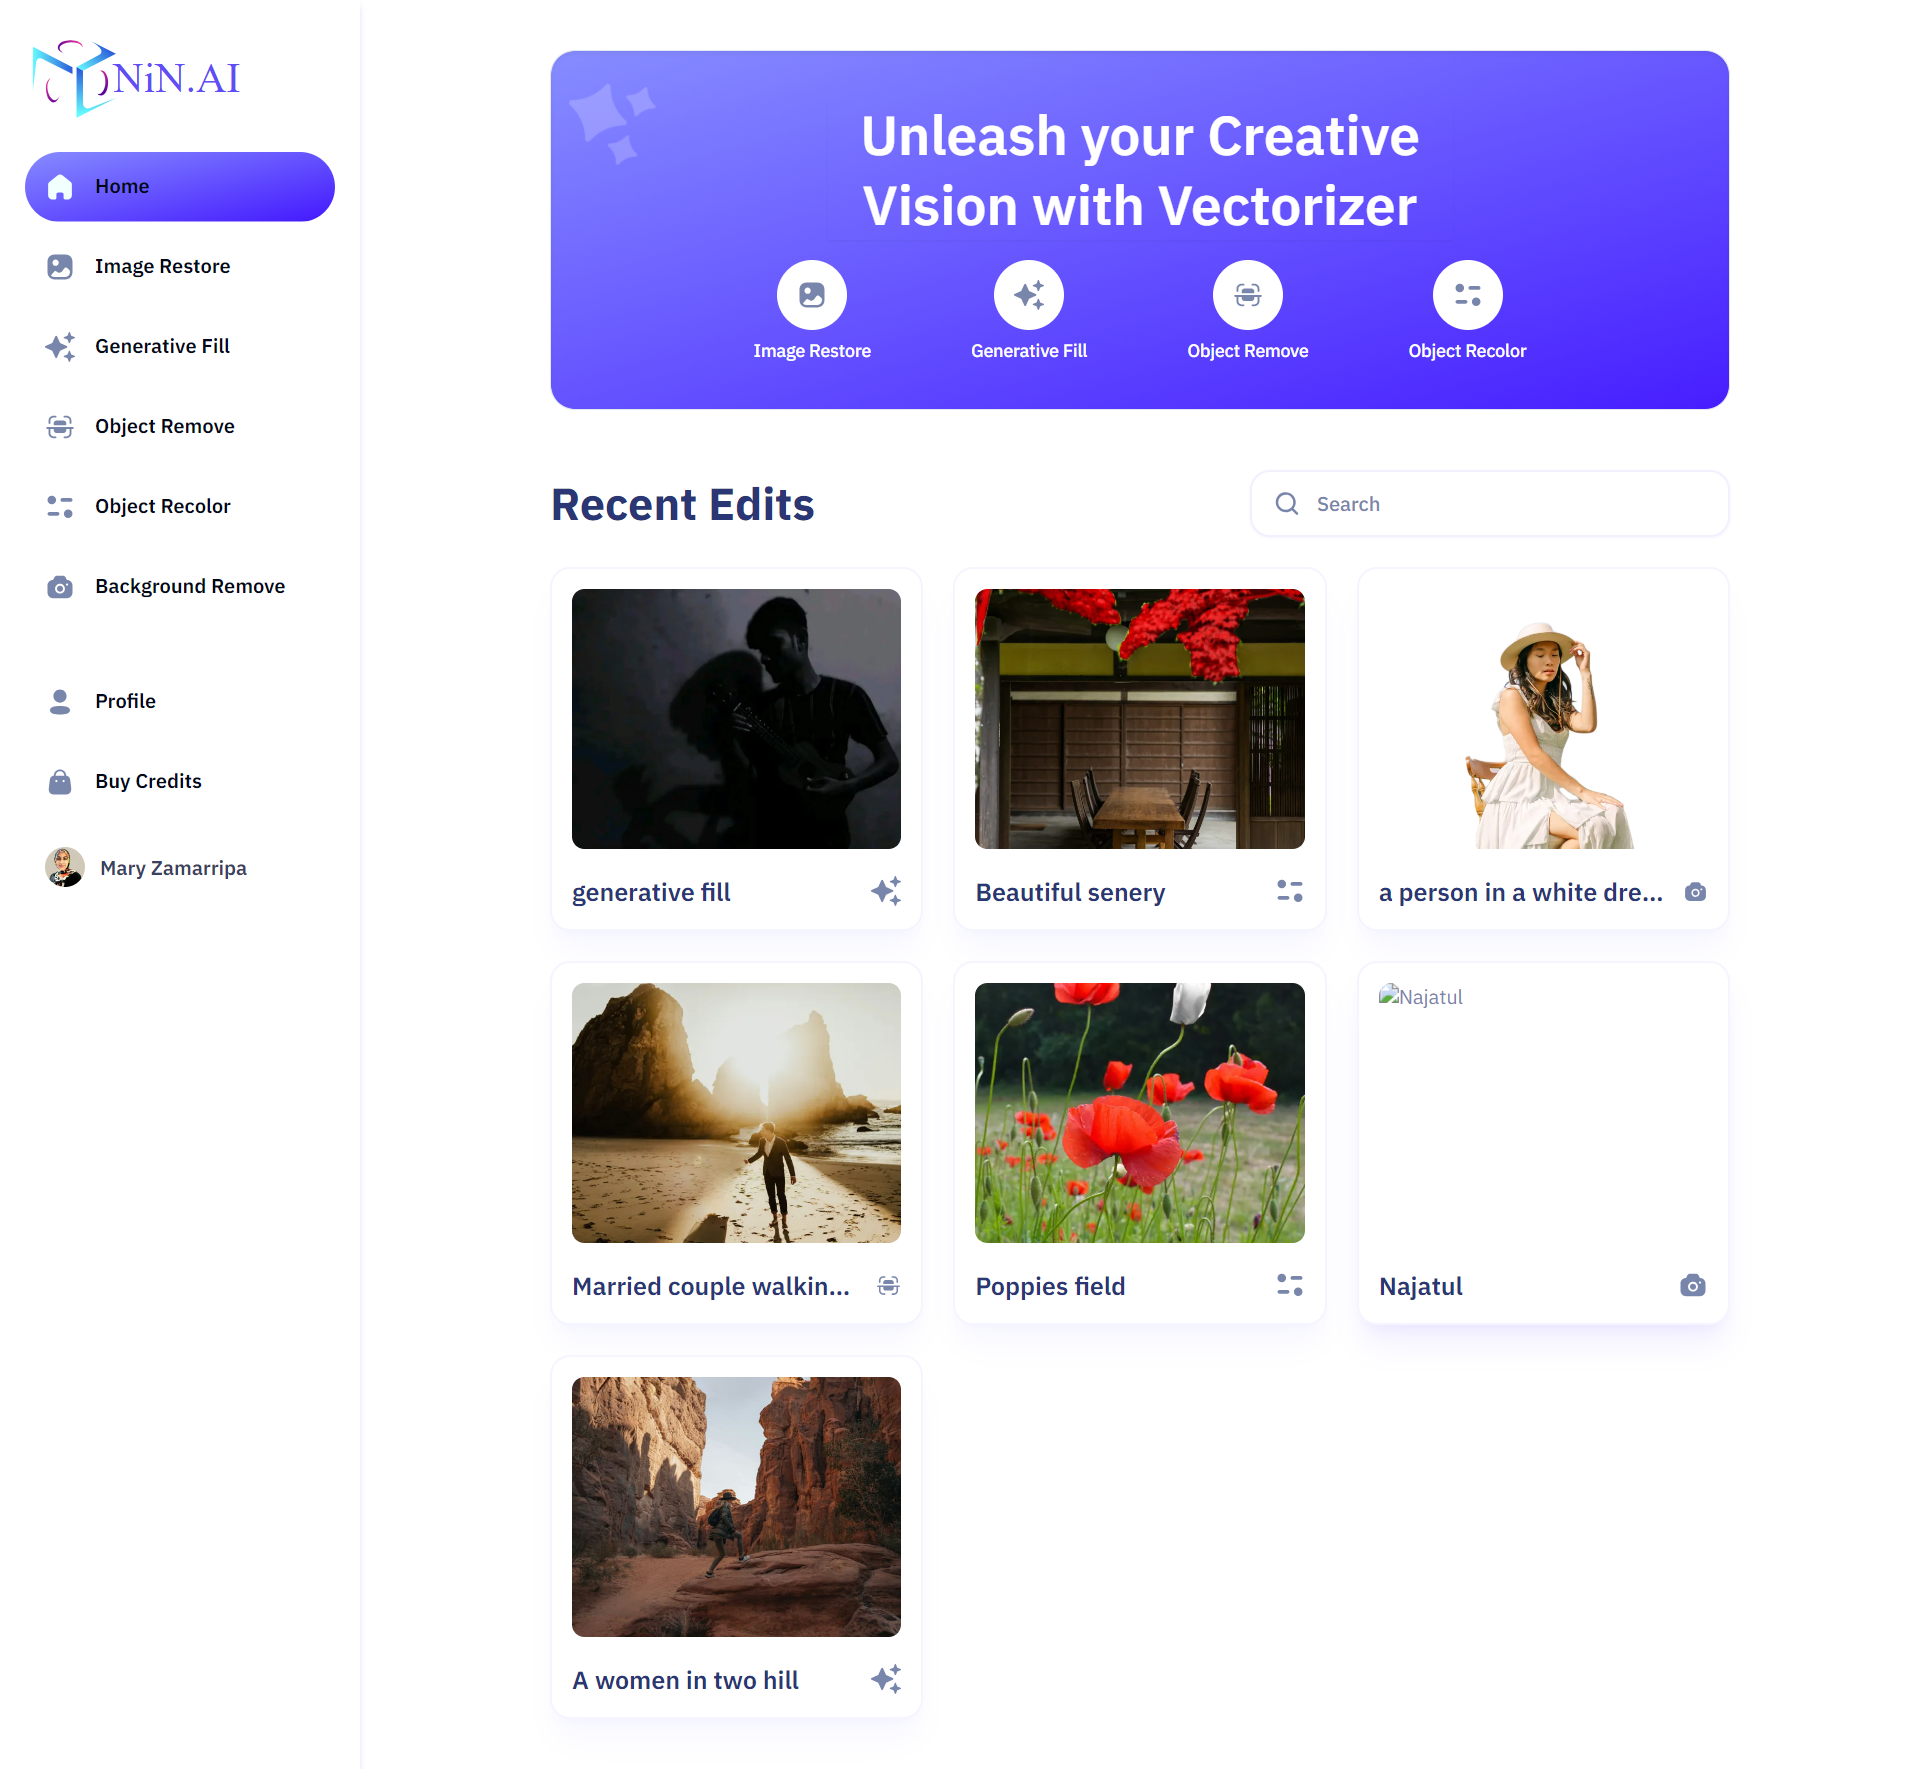 NiN.AI
Home
Image Restore
Generative Fill
Object Remove
Object Recolor
Background Remove
Profile
Buy Credits
Mary Zamarripa
Unleash your Creative
Vision with Vectorizer
Image Restore
Generative Fill
Object Remove
Object Recolor
Recent Edits
Search
generative fill
Beautiful senery
a person in a white dre...
Married couple walkin...
Poppies field
Najatul
Najatul
A women in two hill